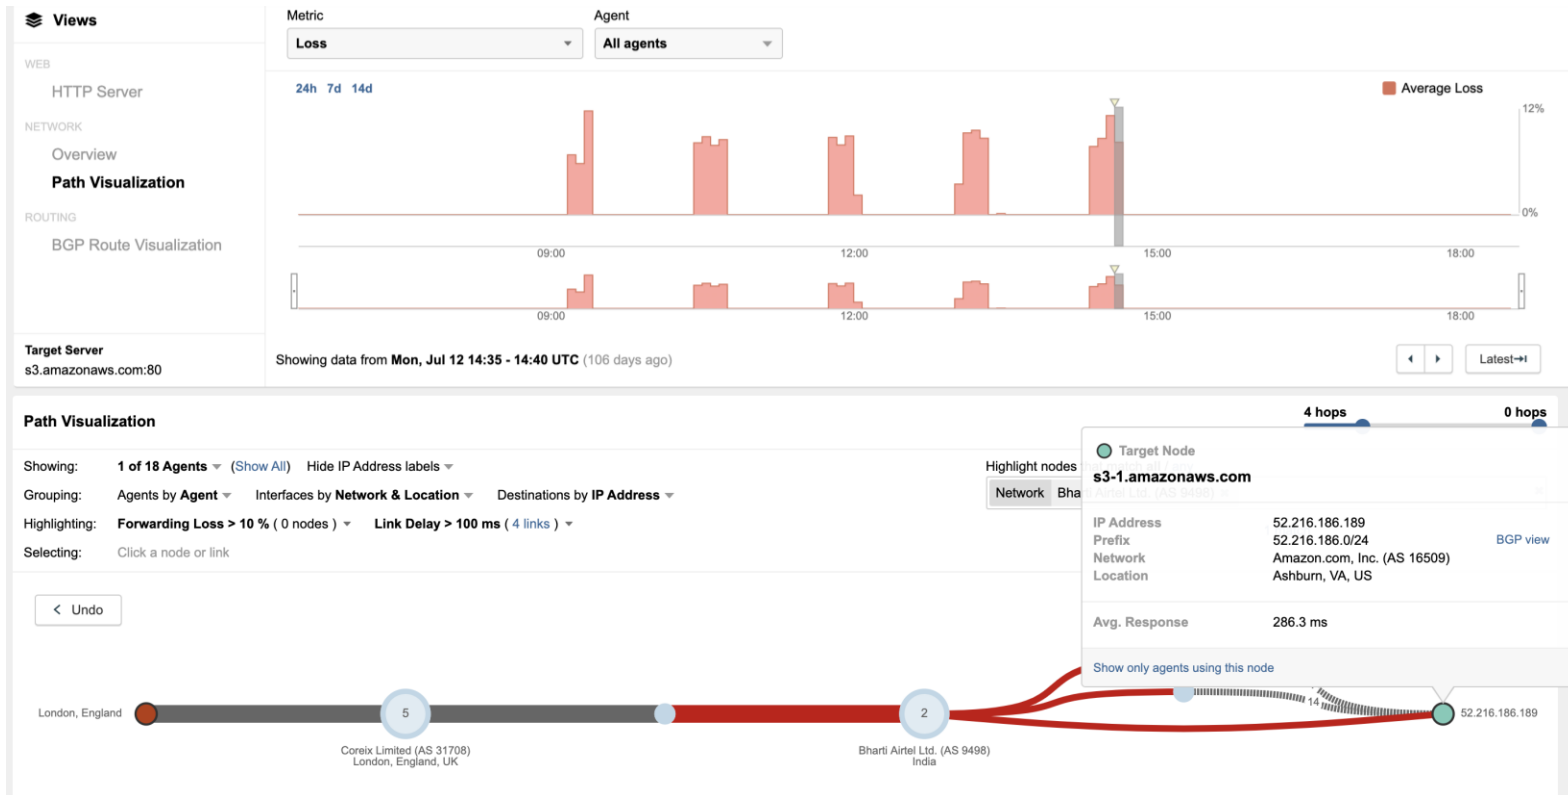 Views
WEB
HTTP Server
NETWORK
Overview
Path Visualization
ROUTING
BGP Route Visualization
Target Server
s3.amazonaws.com:80
Metric
Agent
Loss
All agents
24h 7d 14d
Average Loss
12%
0%
09:00
12:00
15:00
18:00
09:00
12:00
15:00
18:00
Showing data from Mon, Jul 12 14:35 - 14:40 UTC (106 days ago)
Latest
Path Visualization
4 hops
0 hops
Showing: 1 of 18 Agents (Show All) Hide IP Address labels
Grouping: Agents by Agent Interfaces by Network & Location Destinations by IP Address
Highlighting: Forwarding Loss > 10 % ( 0 nodes ) Link Delay > 100 ms ( 4 links )
Selecting: Click a node or link
Highlight nodes
Network Bharti Airtel Ltd. (AS 9498)
Target Node
s3-1.amazonaws.com
IP Address 52.216.186.189
Prefix 52.216.186.0/24 BGP view
Network Amazon.com, Inc. (AS 16509)
Location Ashburn, VA, US
Avg. Response 286.3 ms
Show only agents using this node
Undo
London, England
5
2
14
52.216.186.189
Coreix Limited (AS 31708)
London, England, UK
Bharti Airtel Ltd. (AS 9498)
India